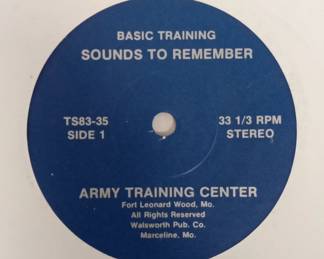 BASIC TRAINING
SOUNDS TO REMEMBER
TS83-35
SIDE 1
33 1/3 RPM
STEREO
ARMY TRAINING CENTER
Fort Leonard Wood, Mo.
All Rights Reserved
Walsworth Pub. Co.
Marceline, Mo.